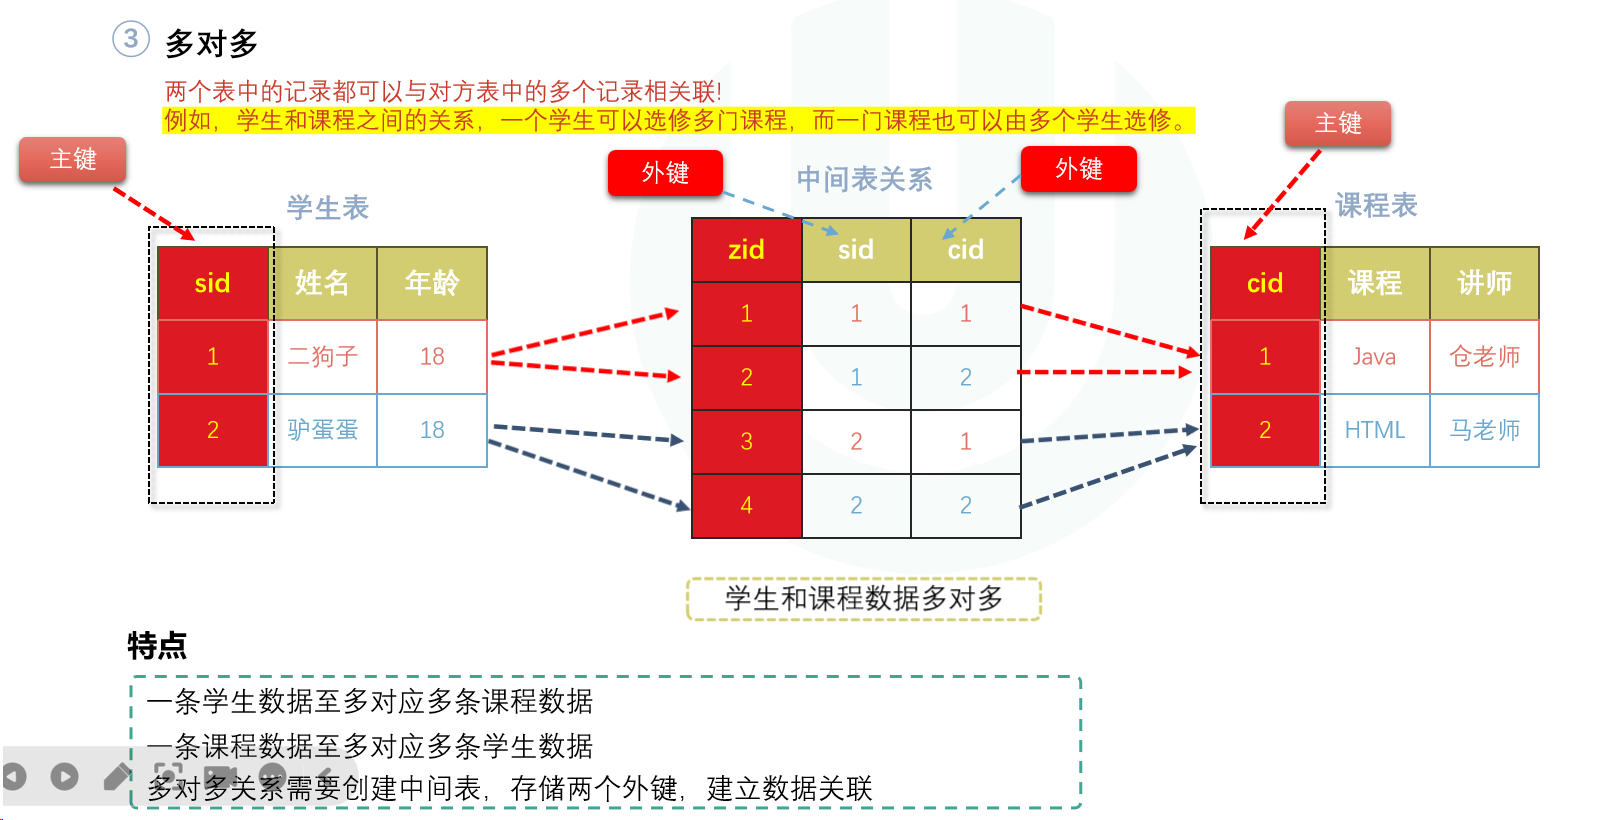 ③ 多对多
两个表中的记录都可以与对方表中的多个记录相关联!
例如，学生和课程之间的关系，一个学生可以选修多门课程，而一门课程也可以由多个学生选修。
主键
外键
外键
主键
学生表
中间表关系
课程表
sid 姓名 年龄
1 二狗子 18
2 驴蛋蛋 18
zid sid cid
1 1 1
2 1 2
3 2 1
4 2 2
cid 课程 讲师
1 Java 仓老师
2 HTML 马老师
学生和课程数据多对多
特点
一条学生数据至多对应多条课程数据
一条课程数据至多对应多条学生数据
多对多关系需要创建中间表，存储两个外键，建立数据关联